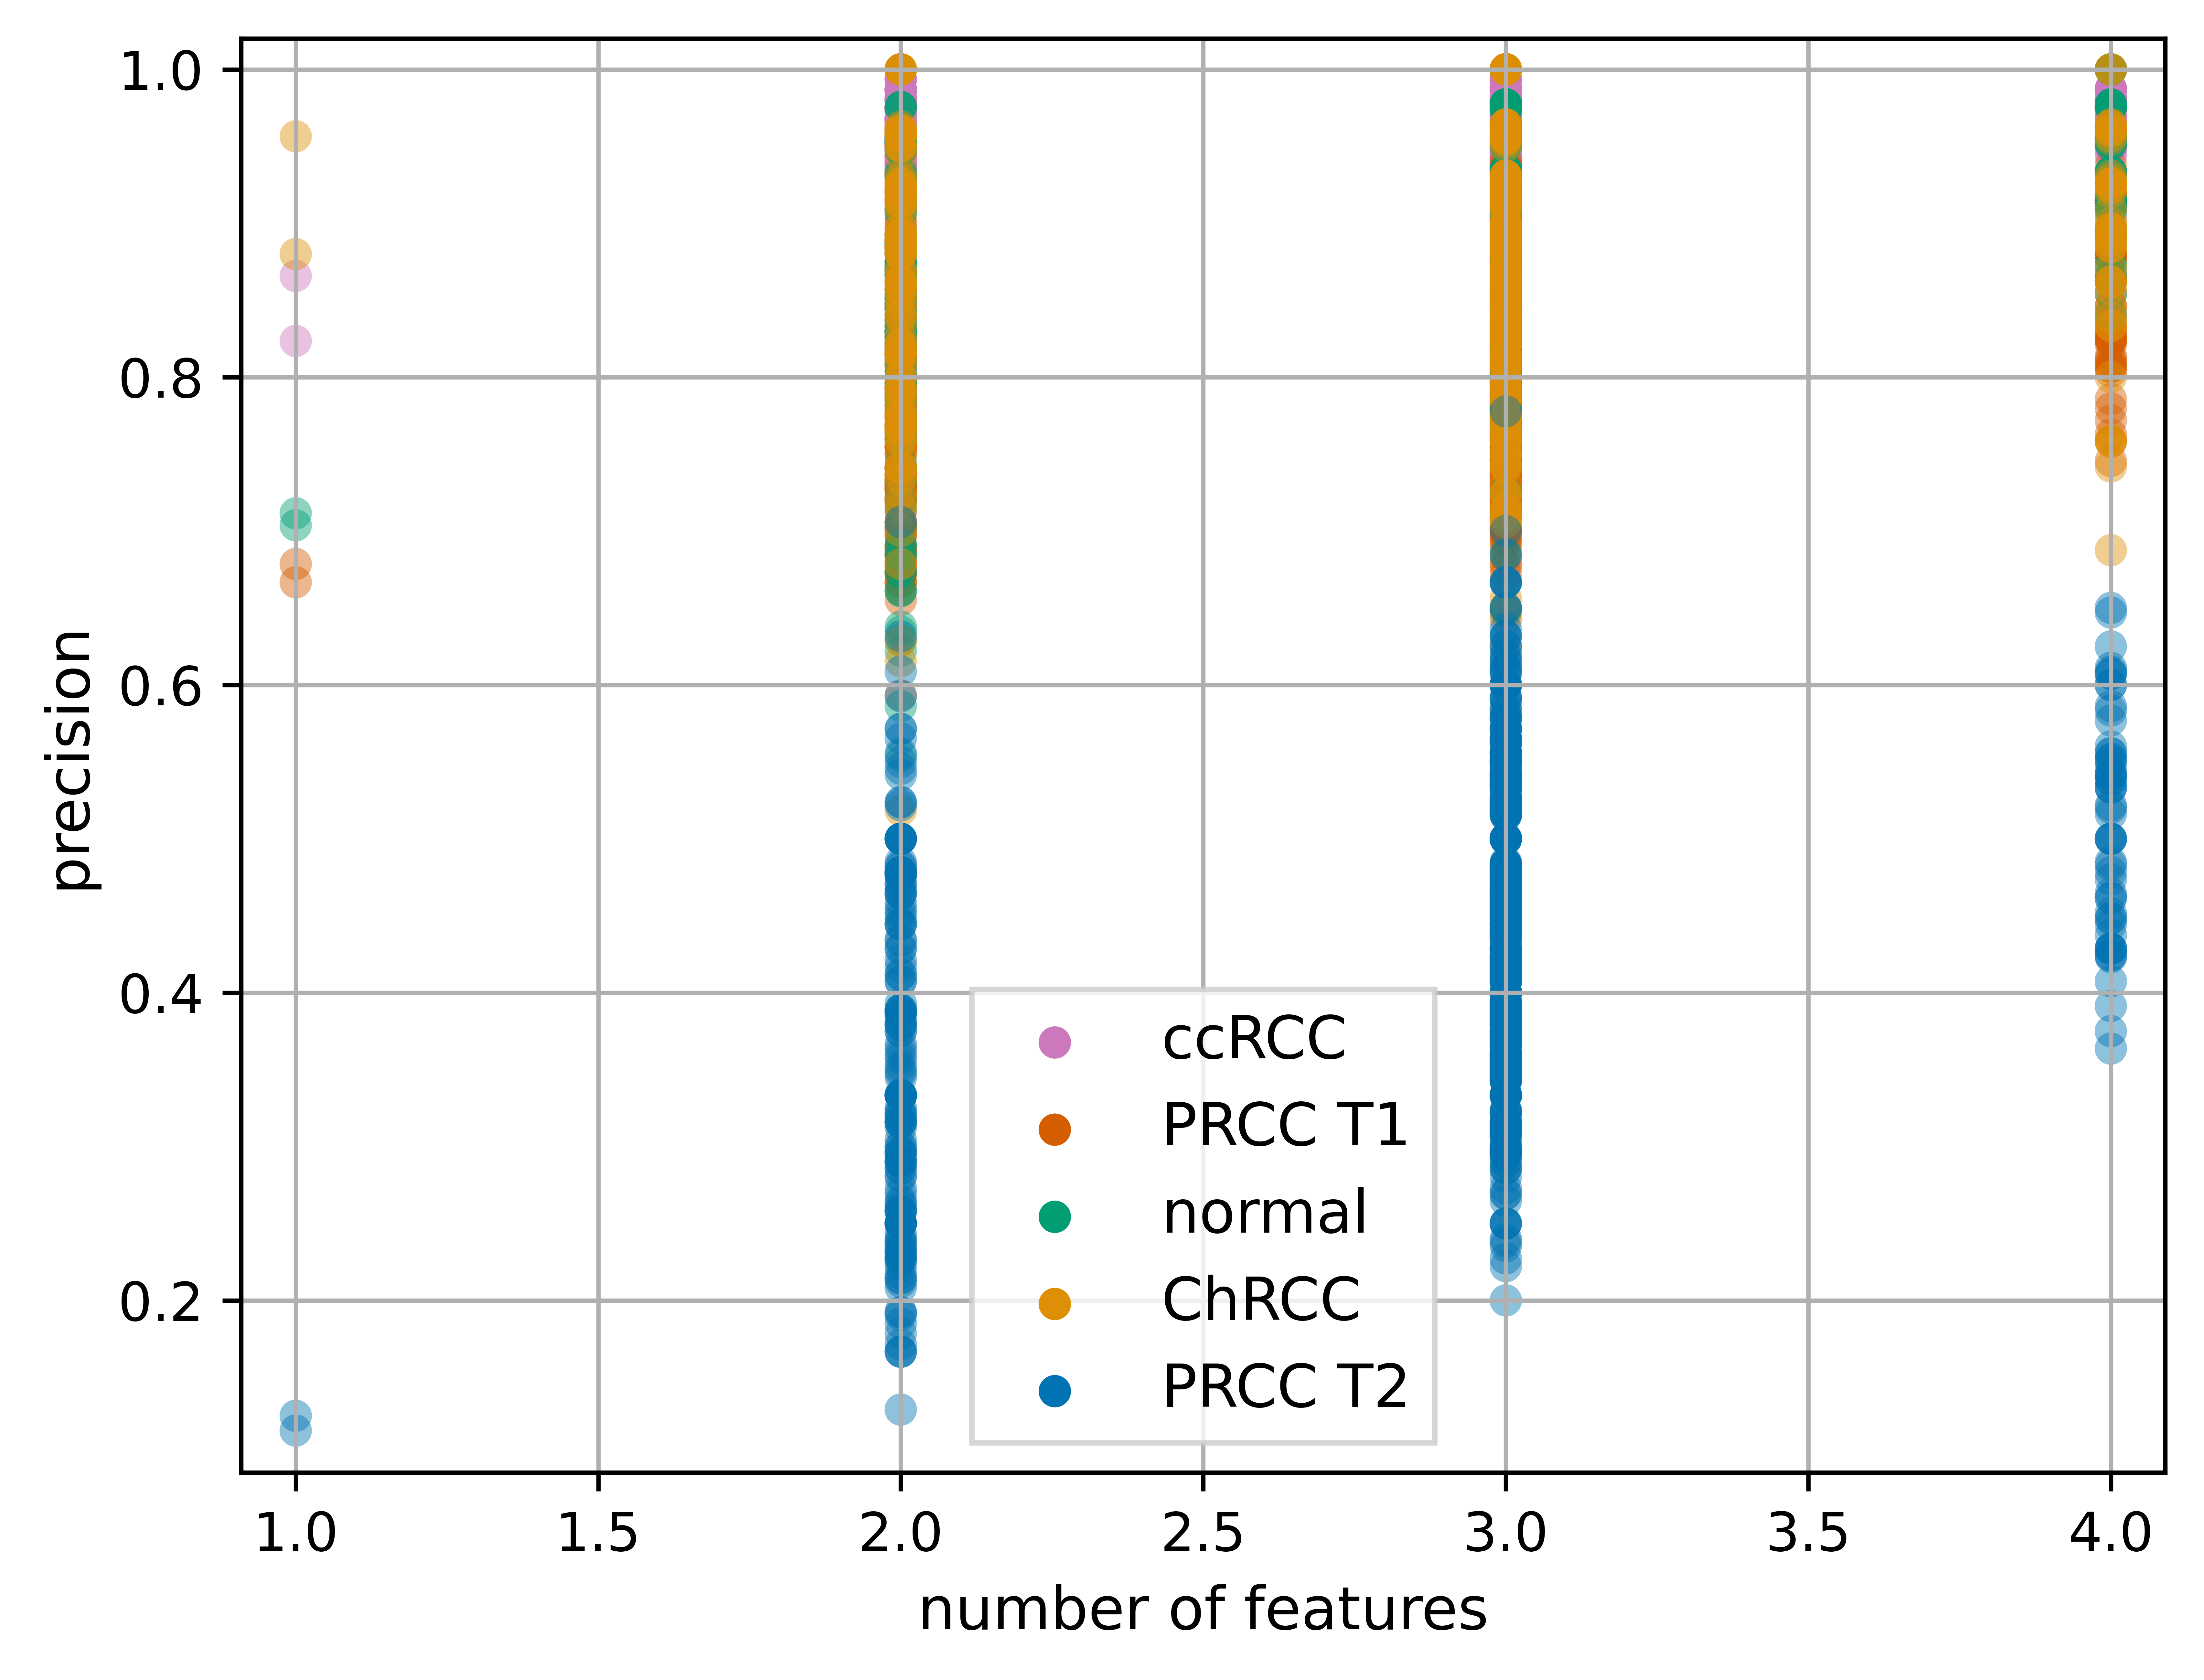 1.0
0.8
0.6
0.4
0.2
precision
ccRCC
PRCC T1
normal
ChRCC
PRCC T2
1.0 1.5 2.0 2.5 3.0 3.5 4.0
number of features